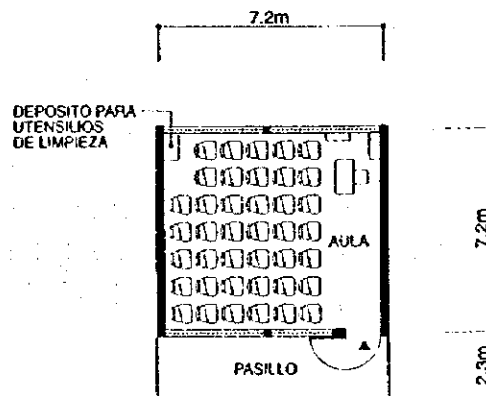 7.2m
DEPOSITO PARA
UTENSILIOS
DE LIMPIEZA
AULA
7.2m
PASILLO
2.3m